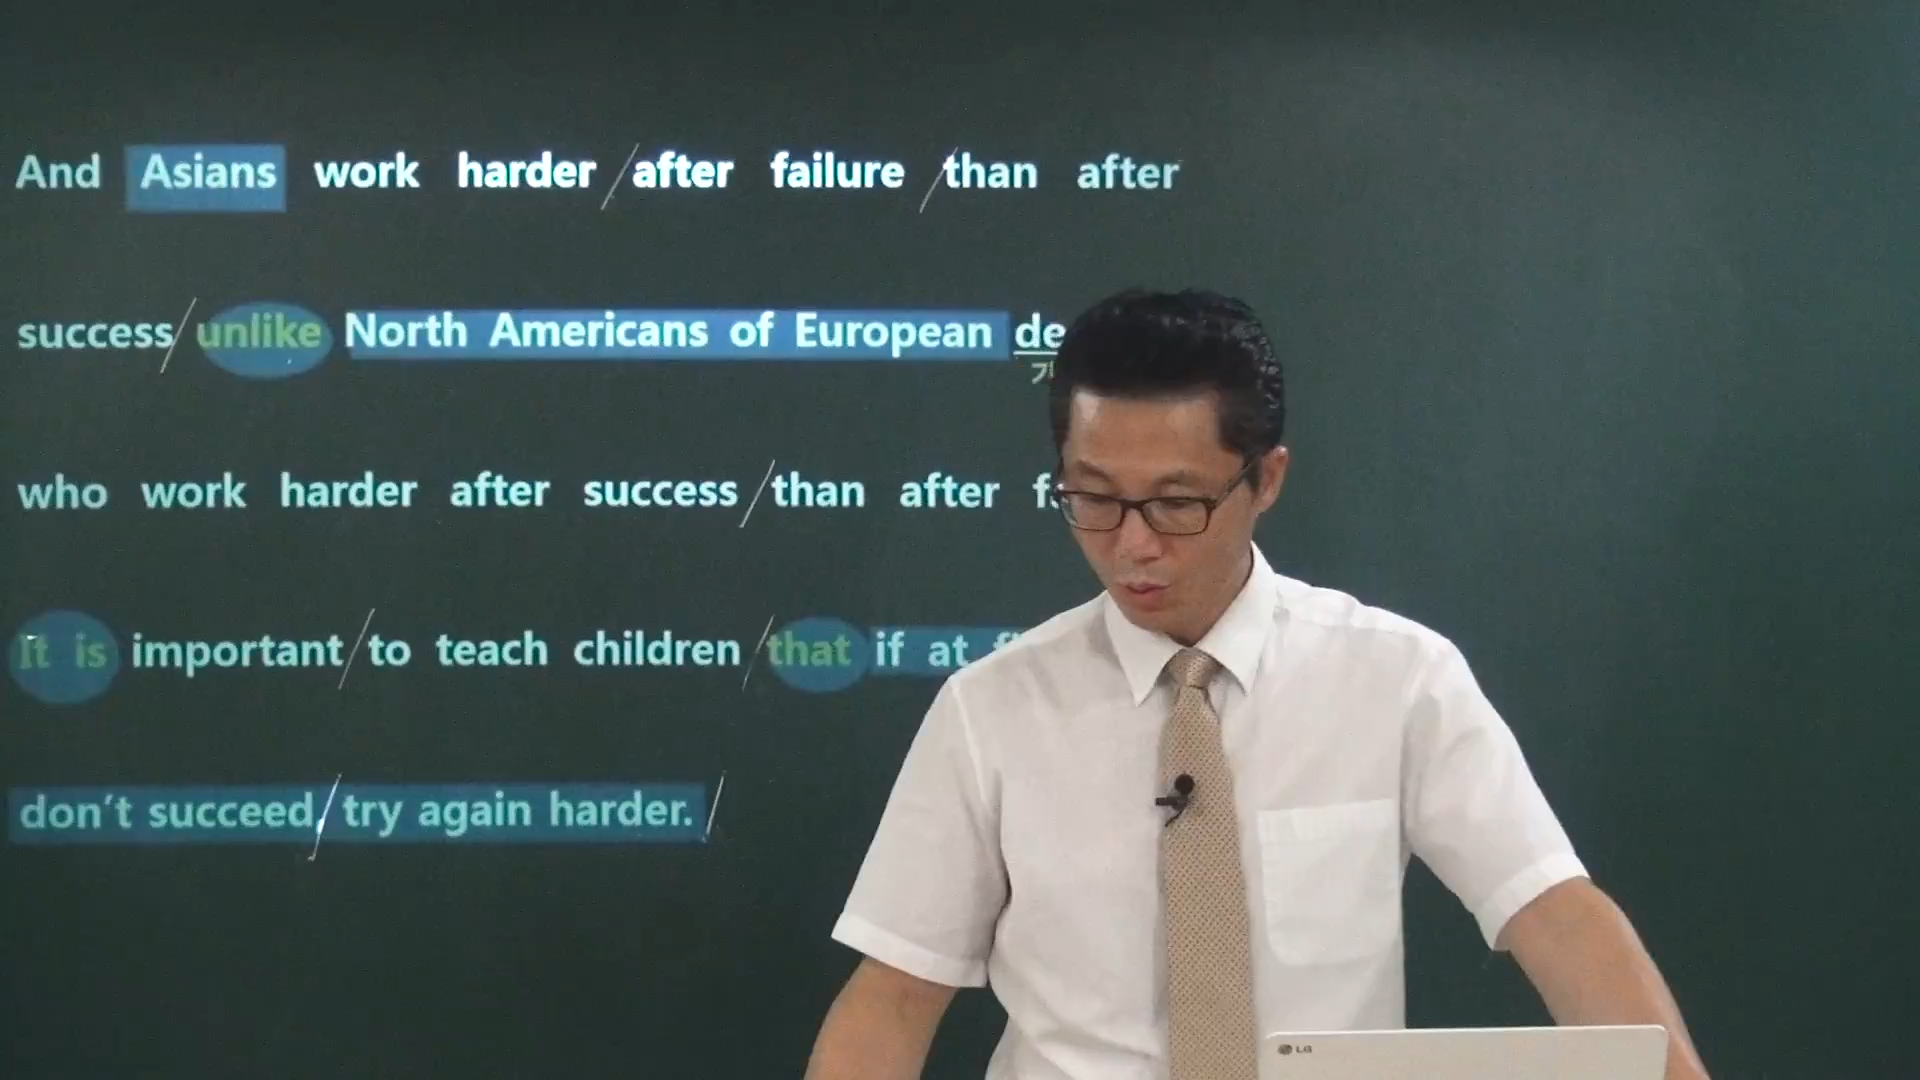 And Asians work harder after failure than after
success unlike North Americans of European
who work harder after success than after
It is important to teach children that if at
don't succeed, try again harder.
LG